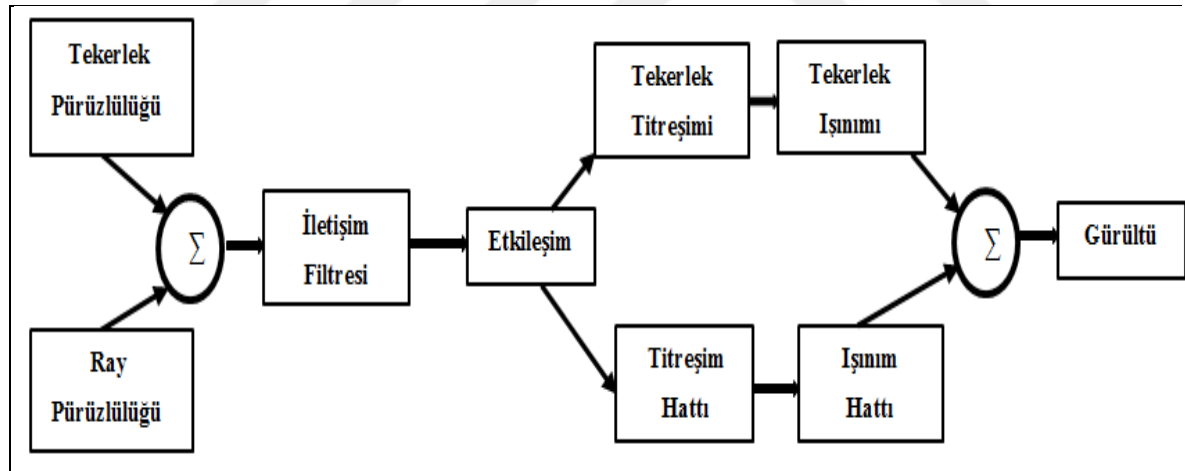 Tekerlek
Pürüzlülüğü
Ray
Pürüzlülüğü
∑
İletişim
Filtresi
Etkileşim
Tekerlek
Titreşimi
Tekerlek
Işınımı
Titreşim
Hattı
Işınım
Hattı
∑
Gürültü